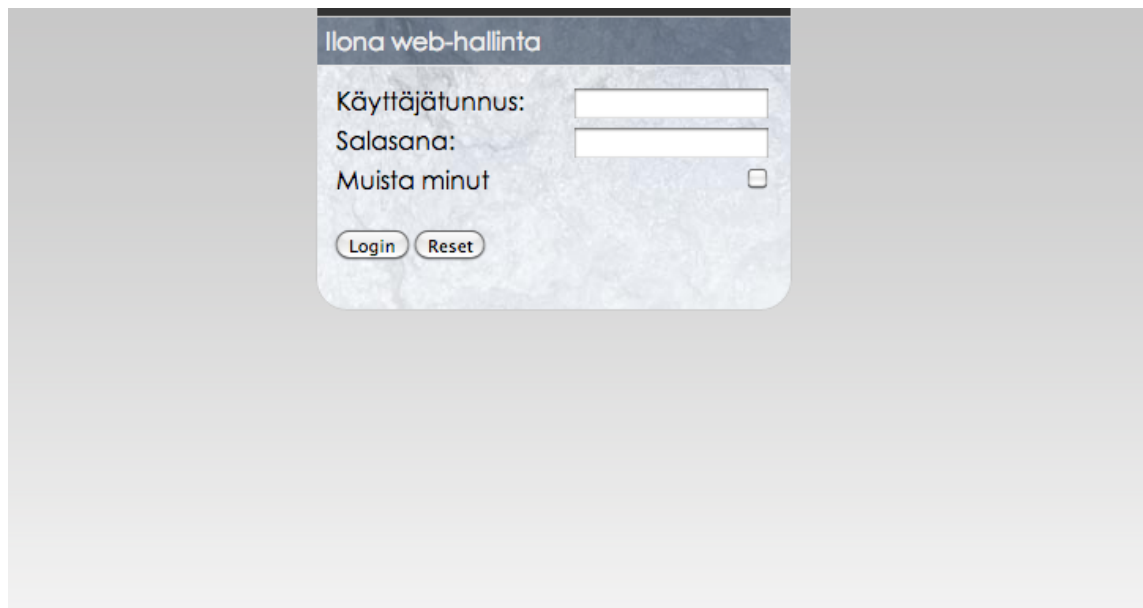 Ilona web-hallinta
Käyttäjätunnus:
Salasana:
Muista minut
Login Reset